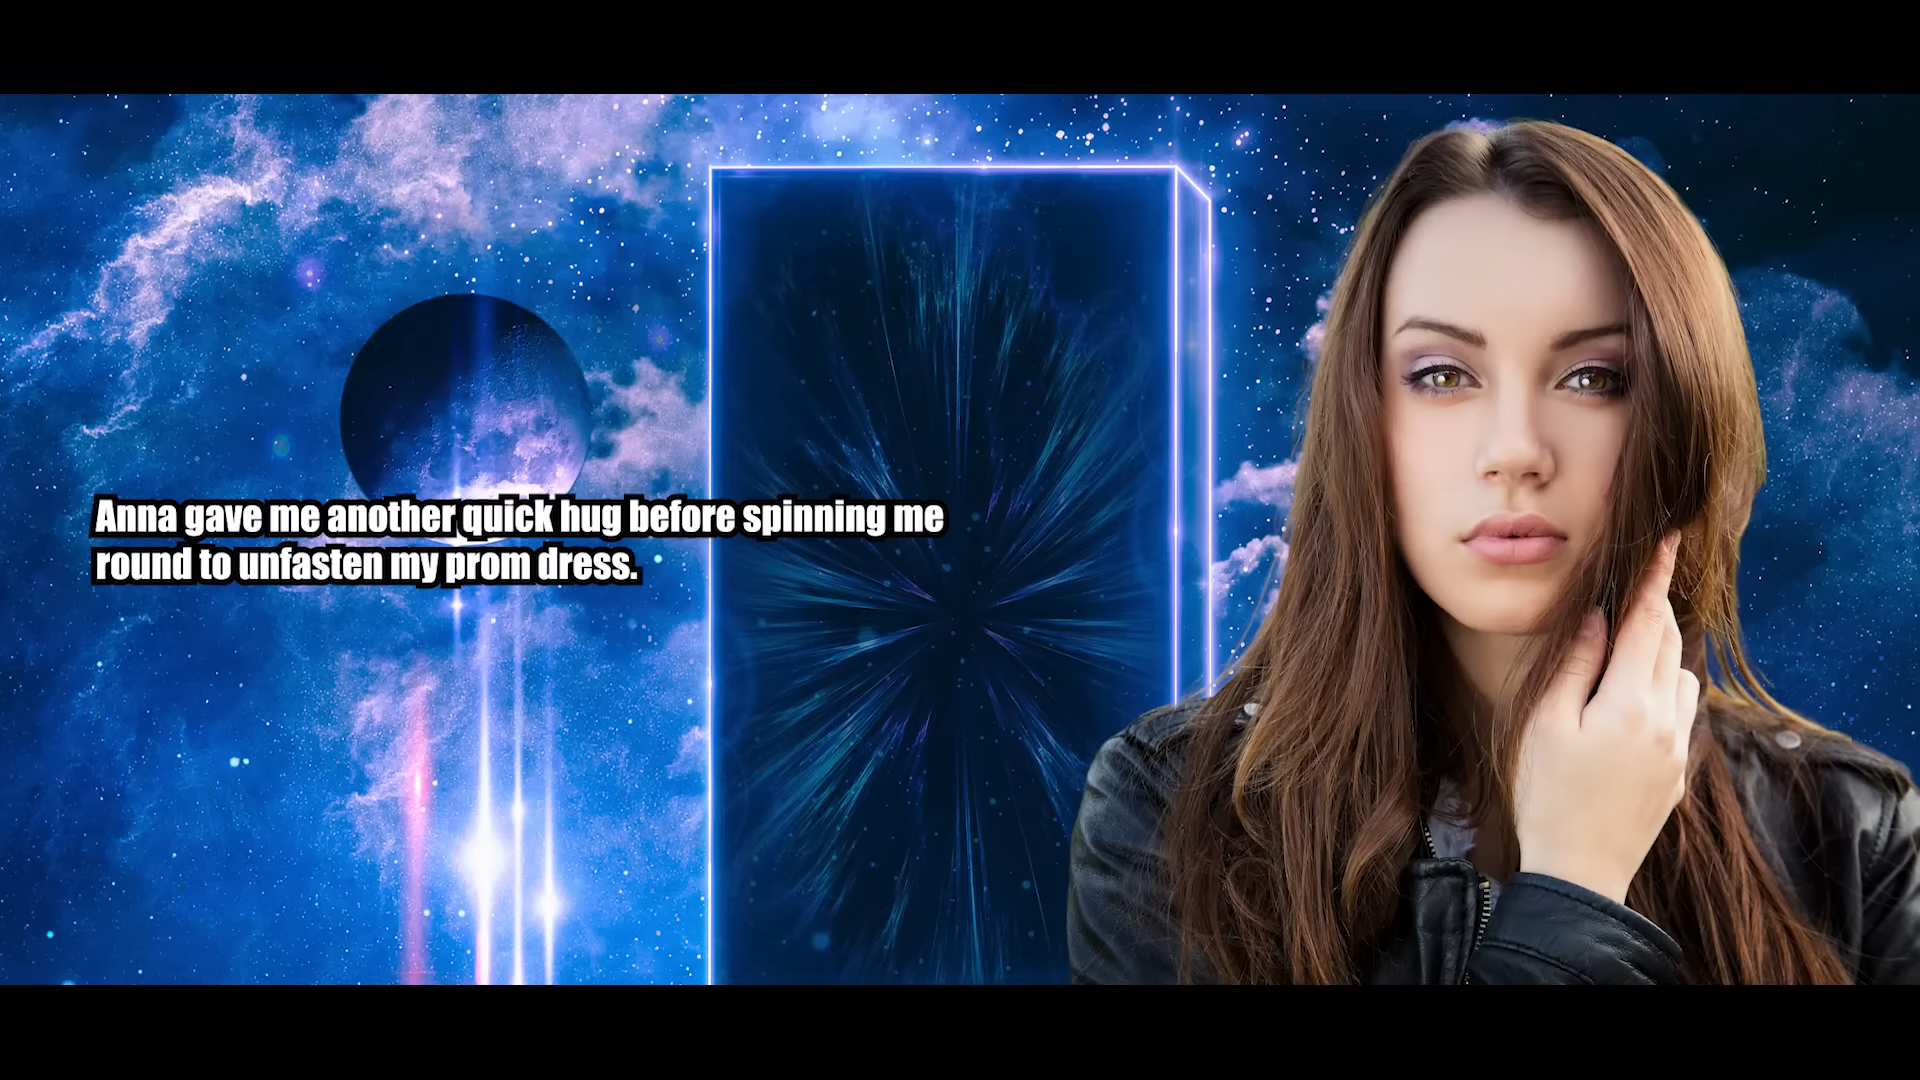 Anna gave me another quick hug before spinning me
round to unfasten my prom dress.